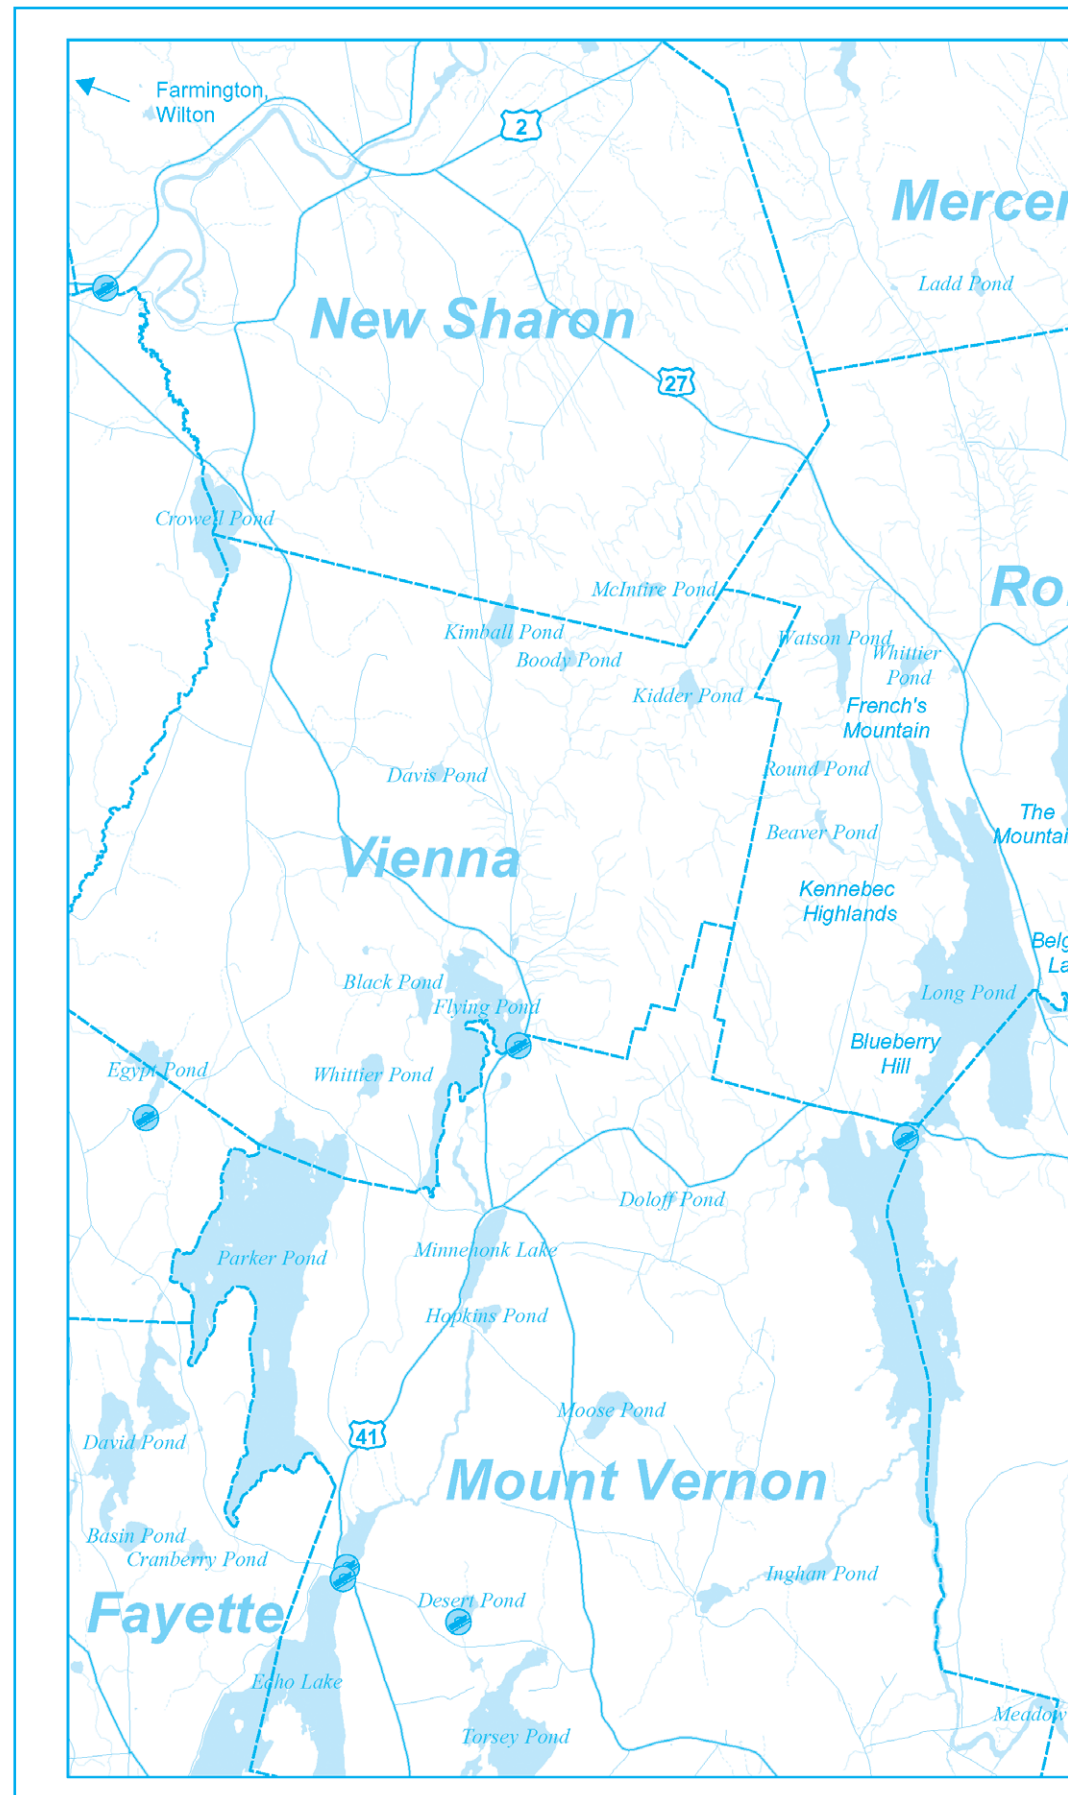 Farmington,
Wilton
2
Mercer
Ladd Pond
New Sharon
27
Crowell Pond
McIntire Pond
Kimball Pond
Boody Pond
Watson Pond
Whittier
Pond
Kidder Pond
French's
Mountain
Davis Pond
Round Pond
The
Beaver Pond
Vienna
Kennebec
Highlands
Black Pond
Flying Pond
Long Pond
Blueberry
Hill
Egypt Pond
Whittier Pond
Doloff Pond
Minnehonk Lake
Parker Pond
Hopkins Pond
Moose Pond
41
David Pond
Mount Vernon
Basin Pond
Cranberry Pond
Inghan Pond
Fayette
Desert Pond
Echo Lake
Meadow
Torsey Pond